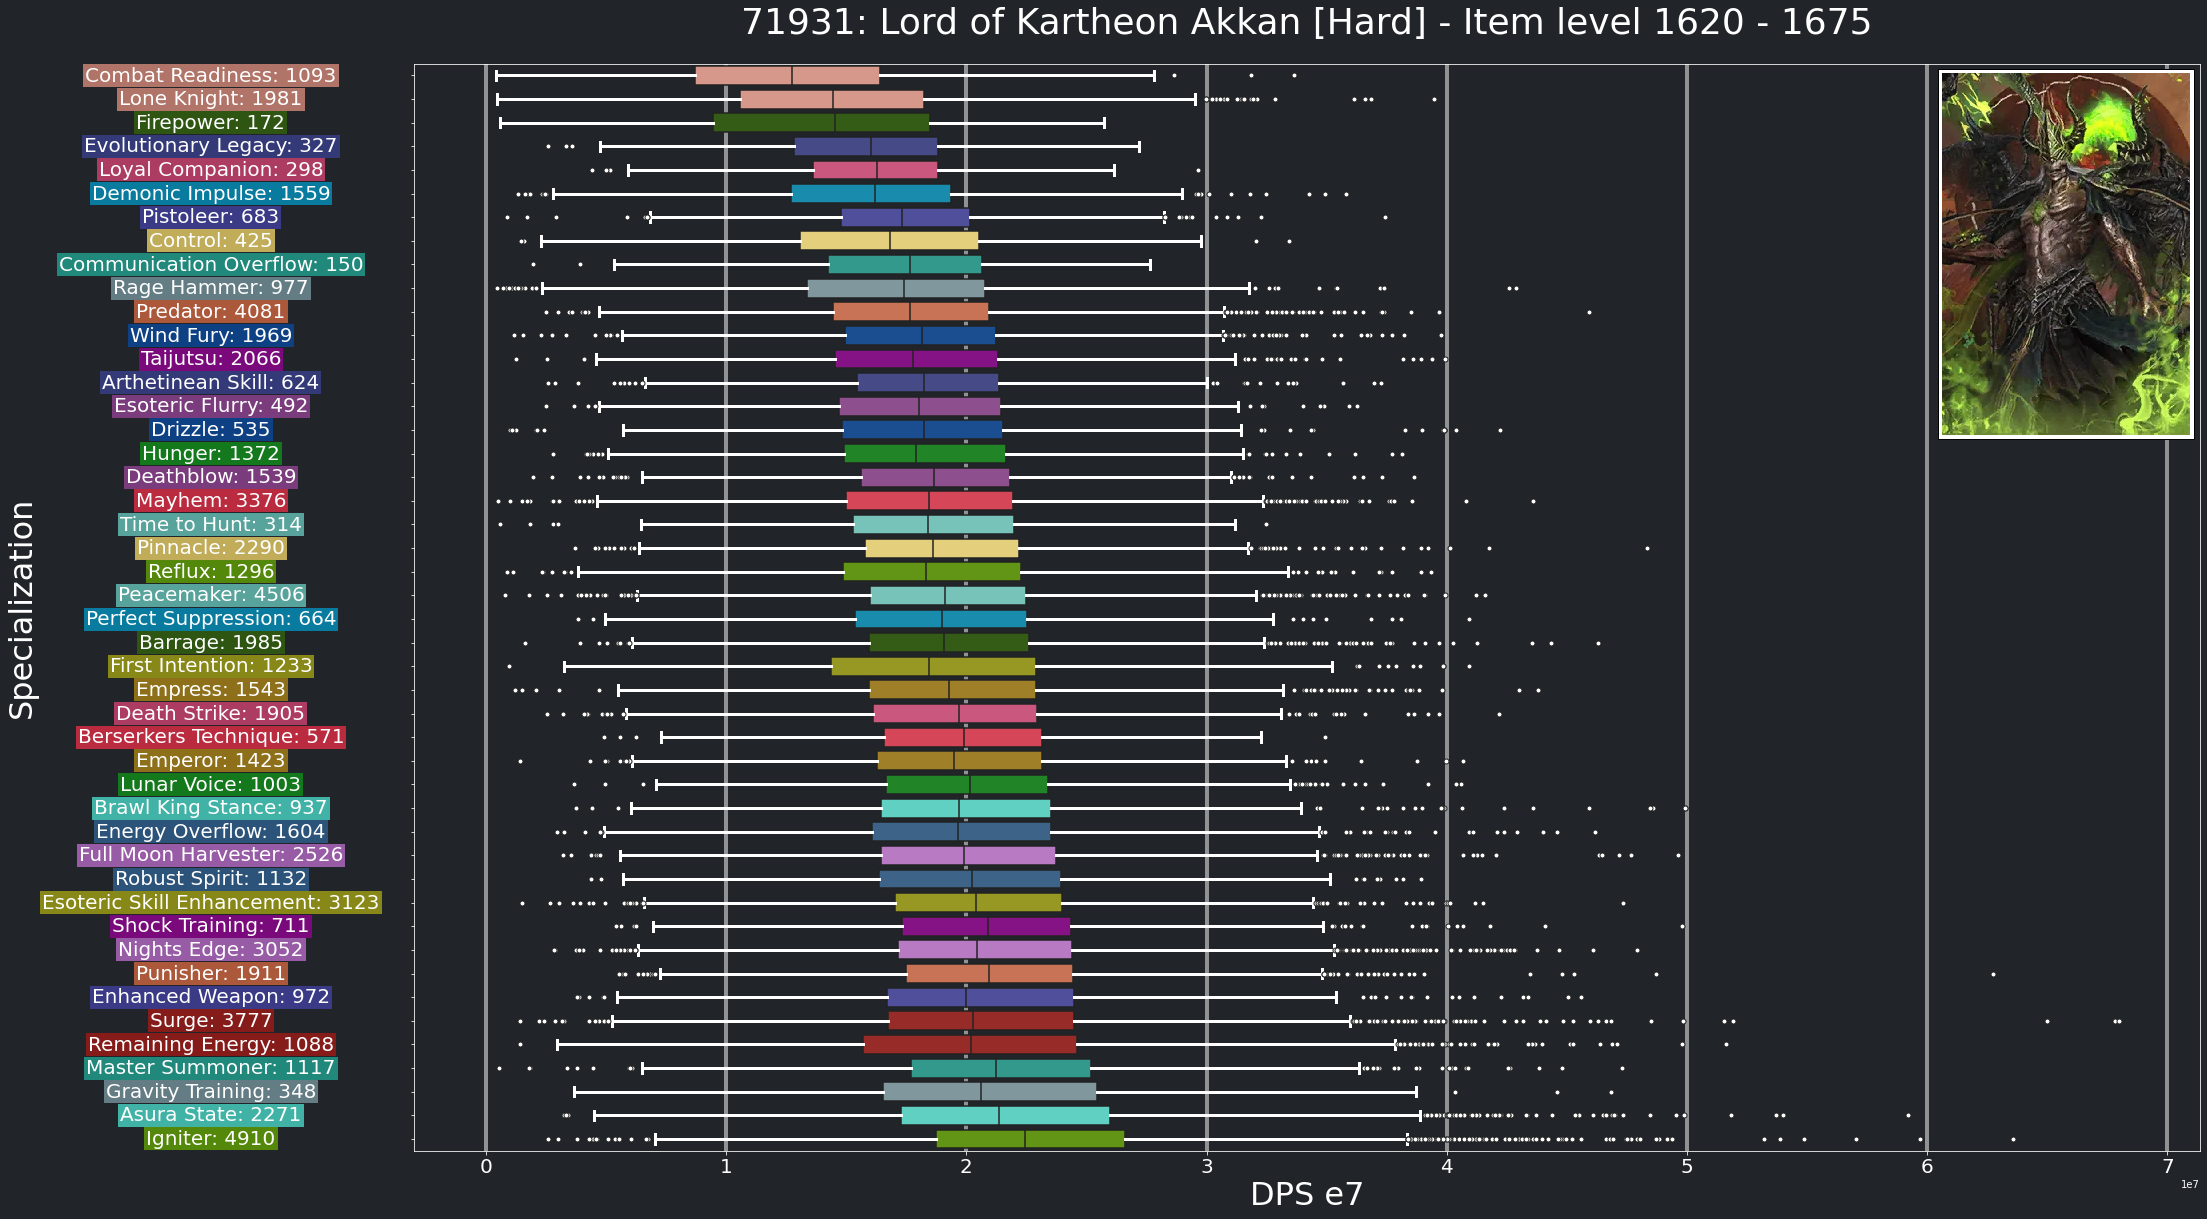 71931: Lord of Kartheon Akkan [Hard] - Item level 1620 - 1675
Specialization
Combat Readiness: 1093
Lone Knight: 1981
Firepower: 172
Evolutionary Legacy: 327
Loyal Companion: 298
Demonic Impulse: 1559
Pistoleer: 683
Control: 425
Communication Overflow: 150
Rage Hammer: 977
Predator: 4081
Wind Fury: 1969
Taijutsu: 2066
Arthetinean Skill: 624
Esoteric Flurry: 492
Drizzle: 535
Hunger: 1372
Deathblow: 1539
Mayhem: 3376
Time to Hunt: 314
Pinnacle: 2290
Reflux: 1296
Peacemaker: 4506
Perfect Suppression: 664
Barrage: 1985
First Intention: 1233
Empress: 1543
Death Strike: 1905
Berserkers Technique: 571
Emperor: 1423
Lunar Voice: 1003
Brawl King Stance: 937
Energy Overflow: 1604
Full Moon Harvester: 2526
Robust Spirit: 1132
Esoteric Skill Enhancement: 3123
Shock Training: 711
Nights Edge: 3052
Punisher: 1911
Enhanced Weapon: 972
Surge: 3777
Remaining Energy: 1088
Master Summoner: 1117
Gravity Training: 348
Asura State: 2271
Igniter: 4910
0 1 2 3 4 5 6 7
1e7
DPS e7